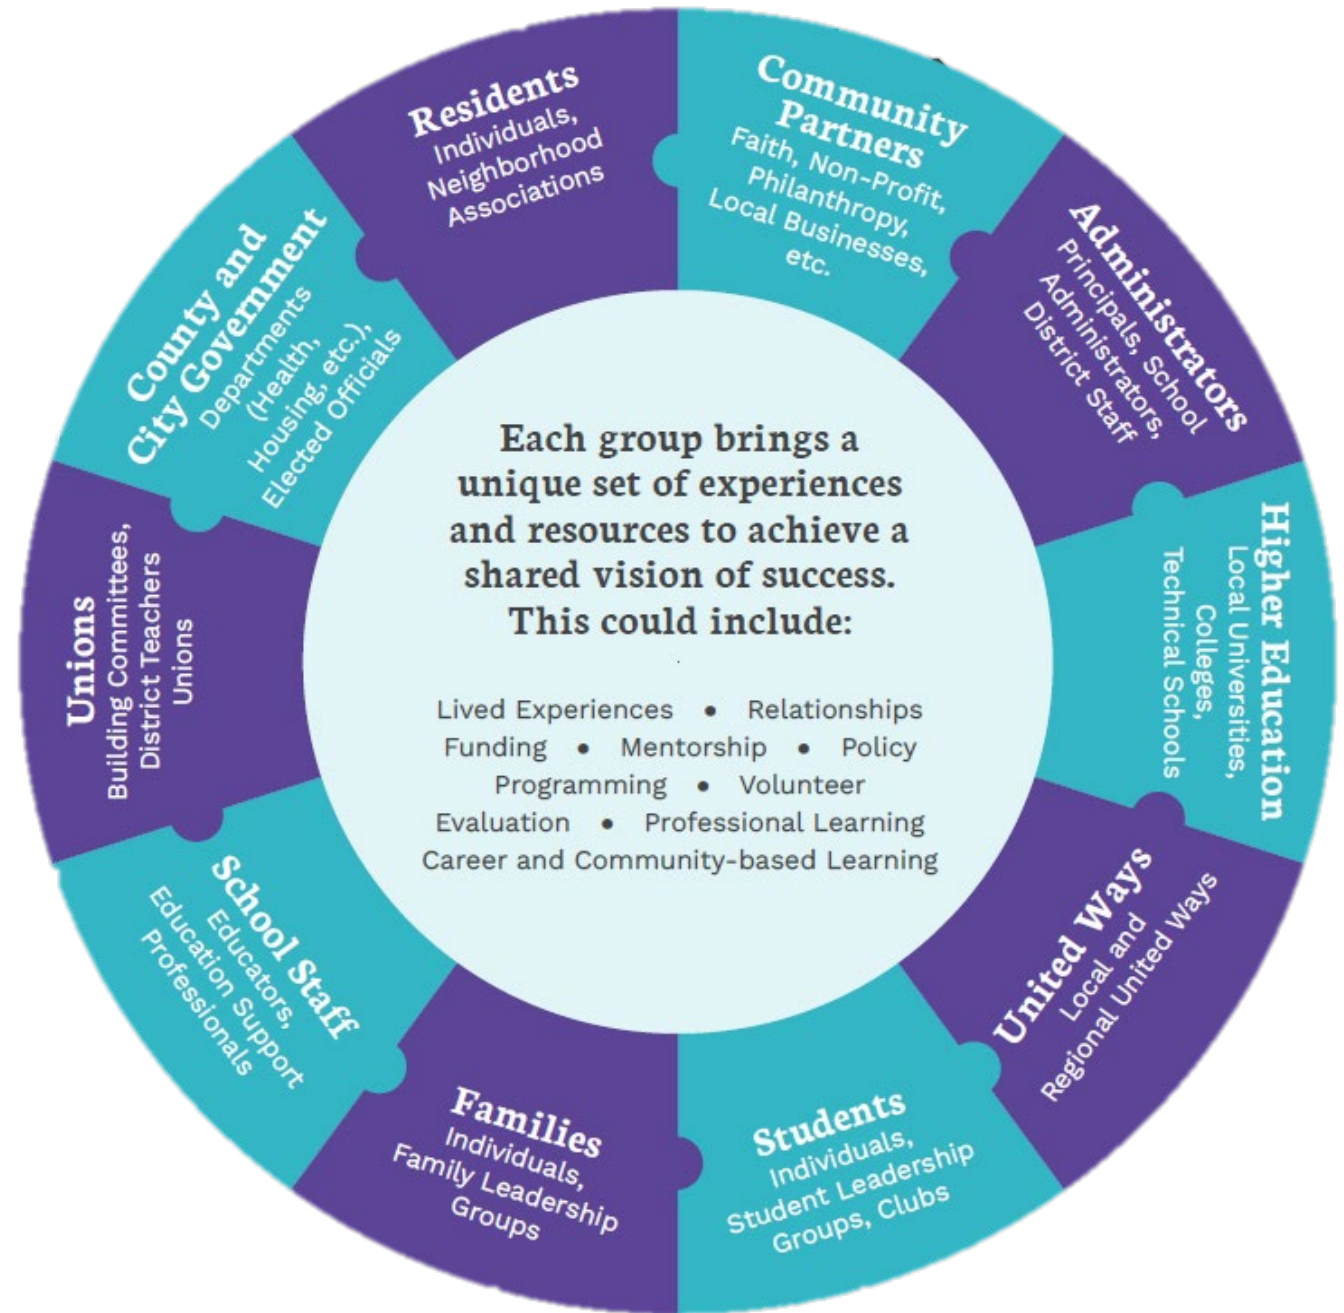 Community
Partners
Faith, Non-Profit,
Philanthropy,
Local Businesses,
etc.
Administrators
Principals, School
Administrators,
District Staff
Higher Education
Local Universities,
Colleges,
Technical Schools
United Ways
Local and
Regional United Ways
Students
Individuals,
Student Leadership
Groups, Clubs
Families
Individuals,
Family Leadership
Groups
School Staff
Educators,
Education Support
Professionals
Unions
Building Committees,
District Teachers
Unions
County and
City Government
Departments
(Health,
Housing, etc.),
Elected Officials
Residents
Individuals,
Neighborhood
Associations
Each group brings a
unique set of experiences
and resources to achieve a
shared vision of success.
This could include:
Lived Experiences • Relationships
Funding • Mentorship • Policy
Programming • Volunteer
Evaluation • Professional Learning
Career and Community-based Learning